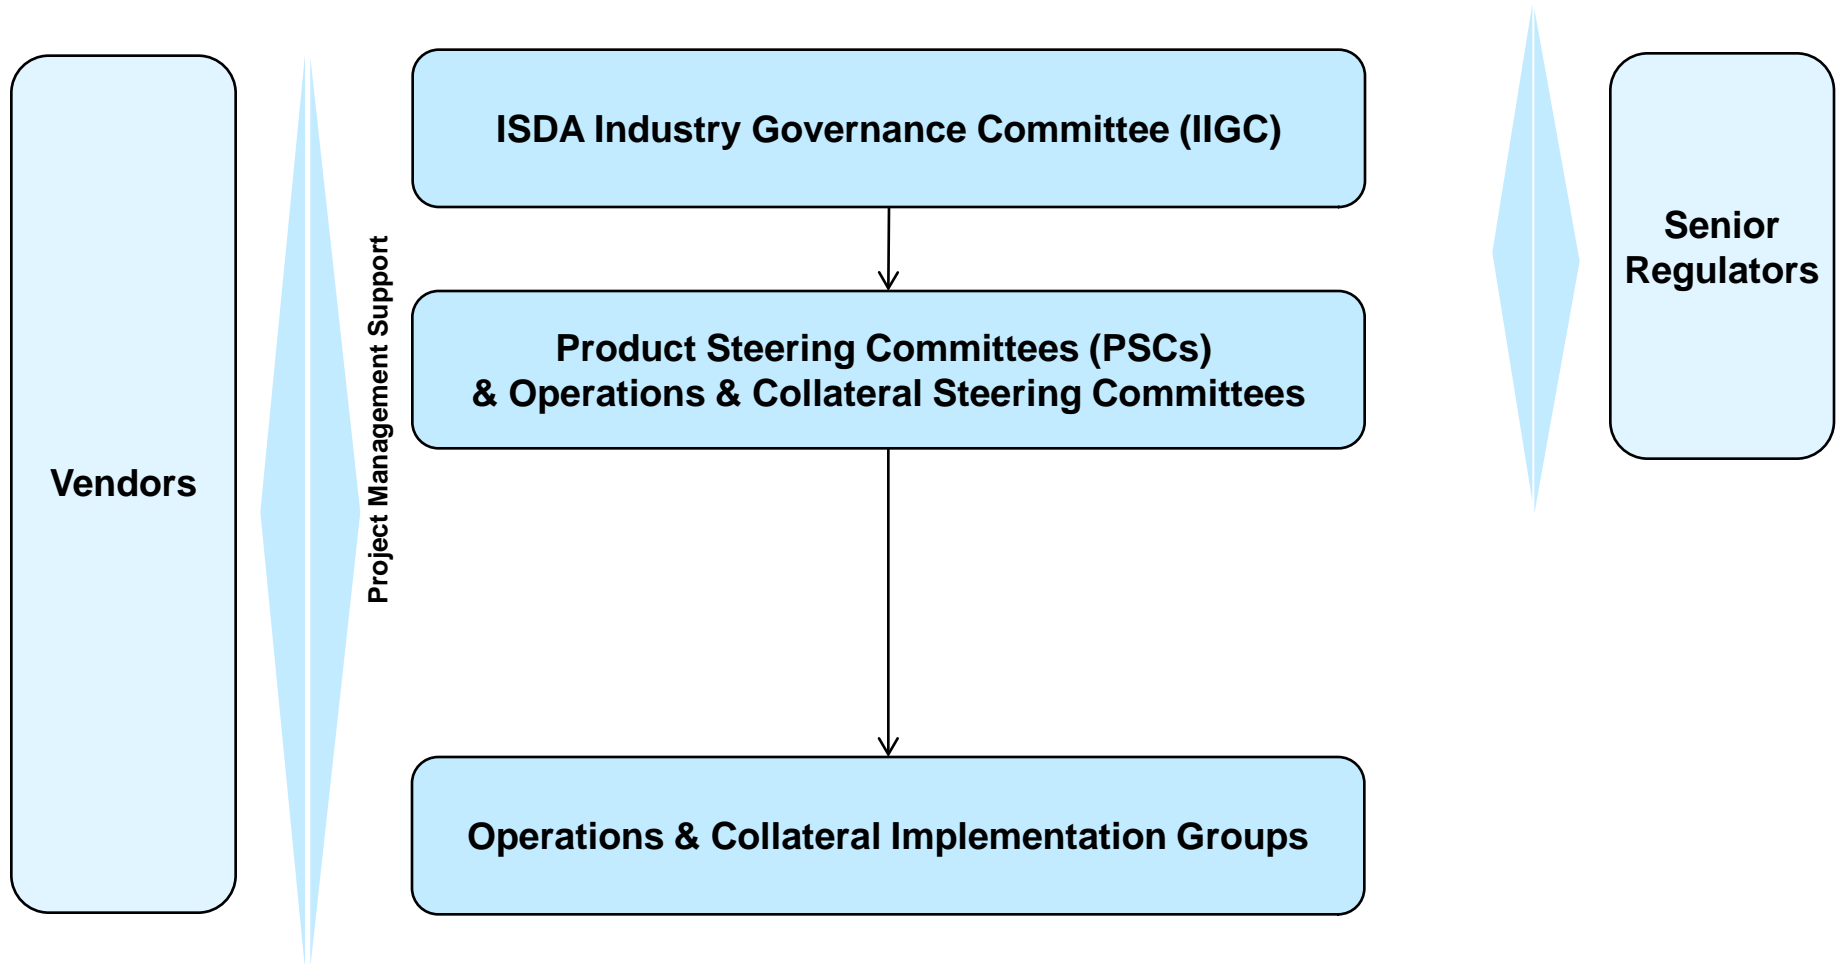 ISDA Industry Governance Committee (IIGC)
Senior
Regulators
Project Management Support
Product Steering Committees (PSCs)
& Operations & Collateral Steering Committees
Vendors
Operations & Collateral Implementation Groups